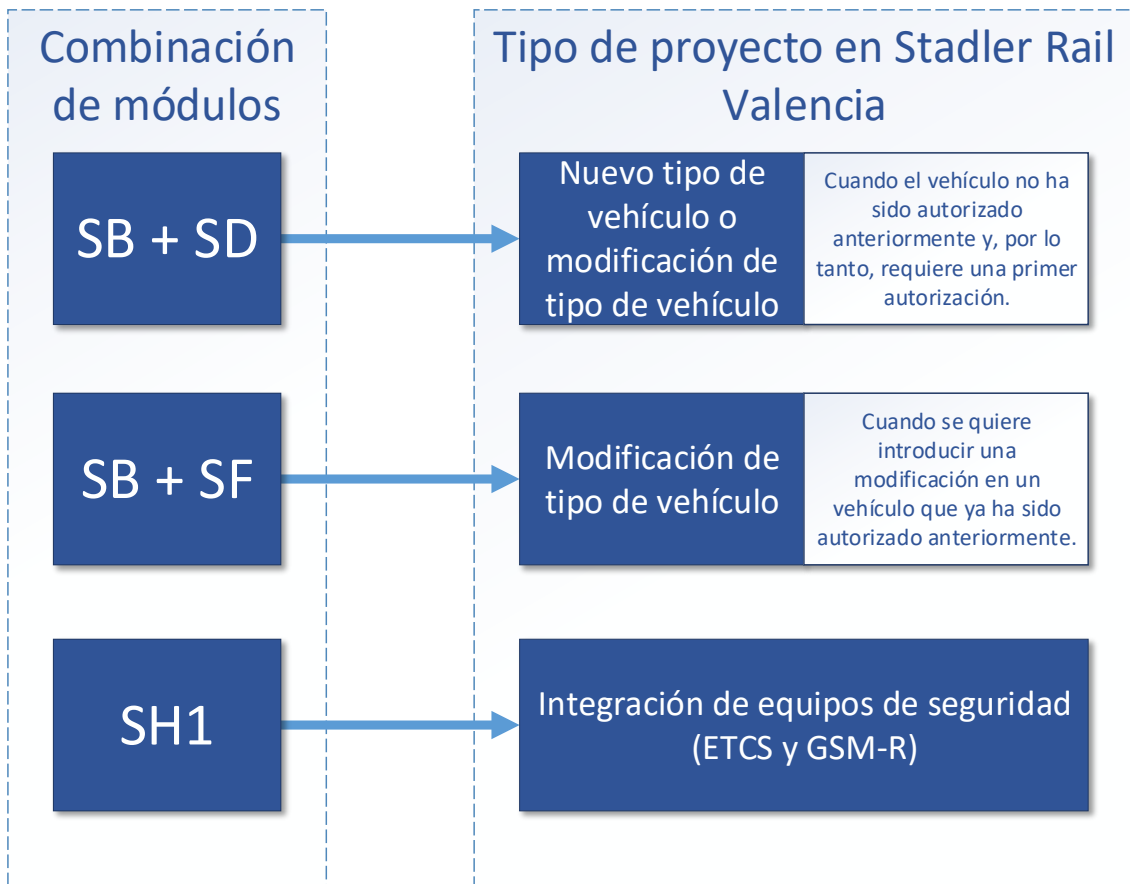 Combinación
de módulos
Tipo de proyecto en Stadler Rail
Valencia
SB + SD
Nuevo tipo de
vehículo o
modificación de
tipo de vehículo
Cuando el vehículo no ha
sido autorizado
anteriormente y, por lo
tanto, requiere una primer
autorización.
SB + SF
Modificación de
tipo de vehículo
Cuando se quiere
introducir una
modificación en un
vehículo que ya ha sido
autorizado anteriormente.
SH1
Integración de equipos de seguridad
(ETCS y GSM-R)